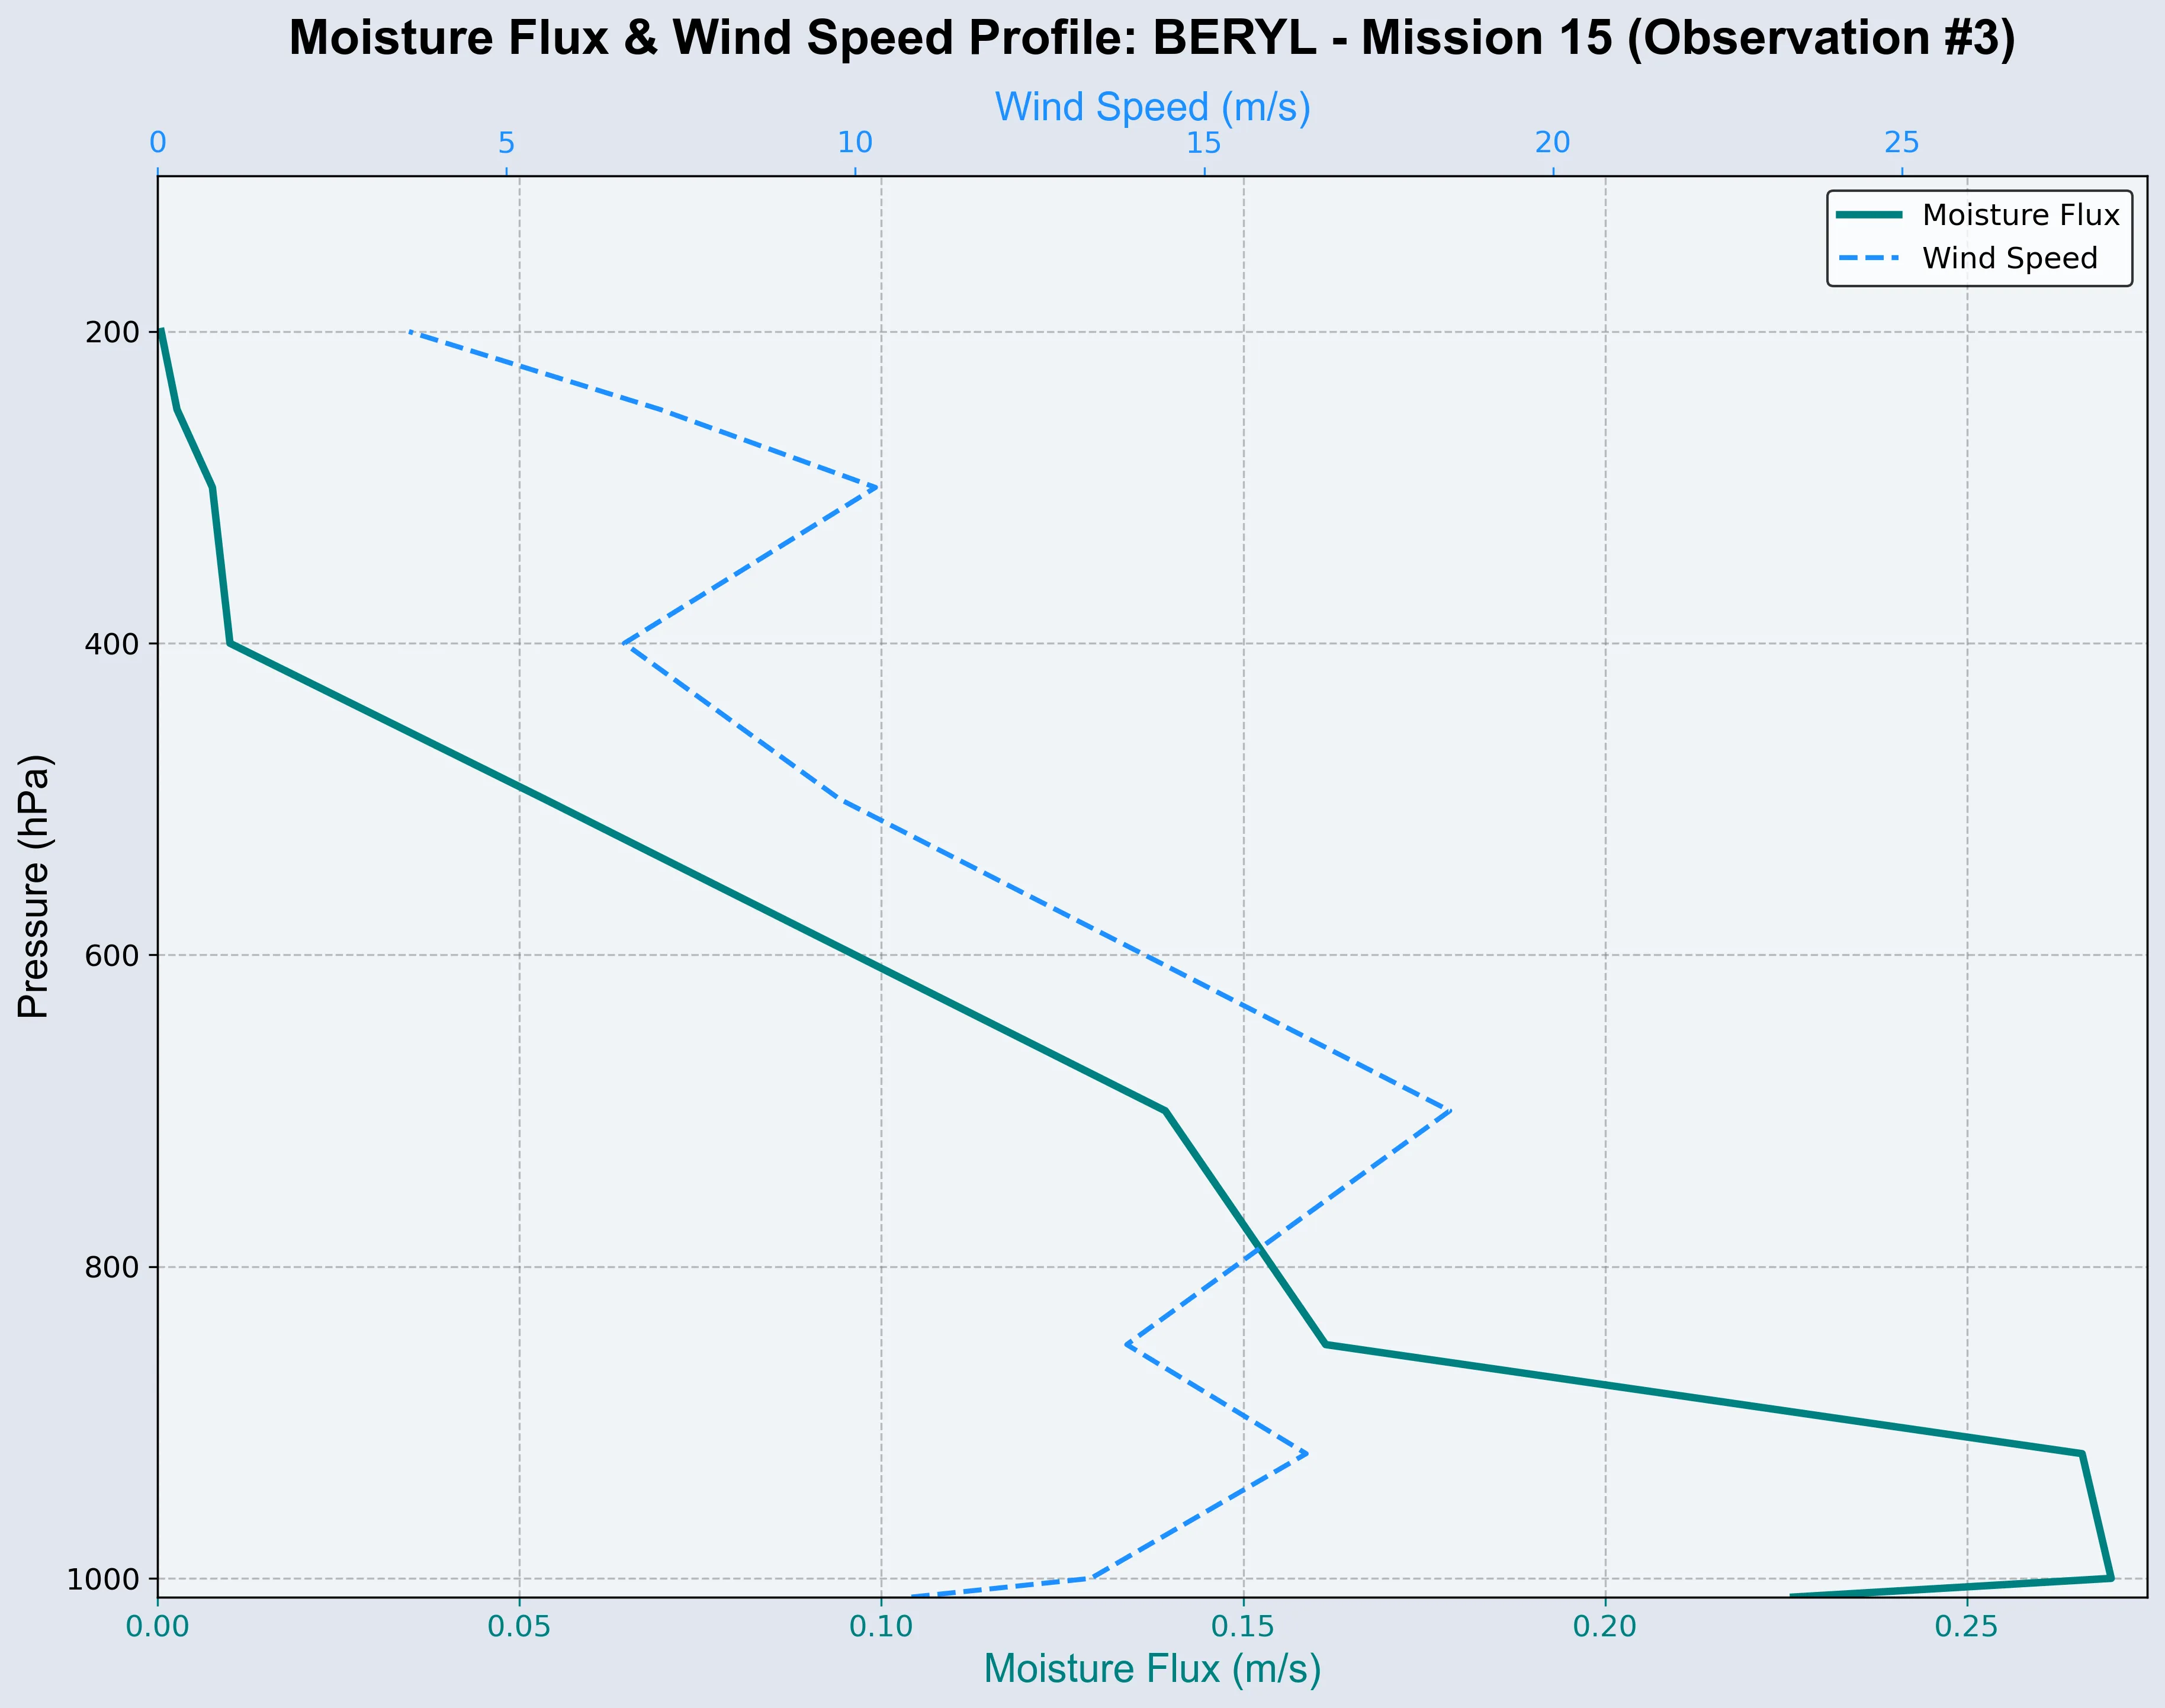 Moisture Flux & Wind Speed Profile: BERYL - Mission 15 (Observation #3)
Wind Speed (m/s)
0 5 10 15 20 25
Moisture Flux
Wind Speed
200
400
600
800
1000
Pressure (hPa)
0.00 0.05 0.10 0.15 0.20 0.25
Moisture Flux (m/s)